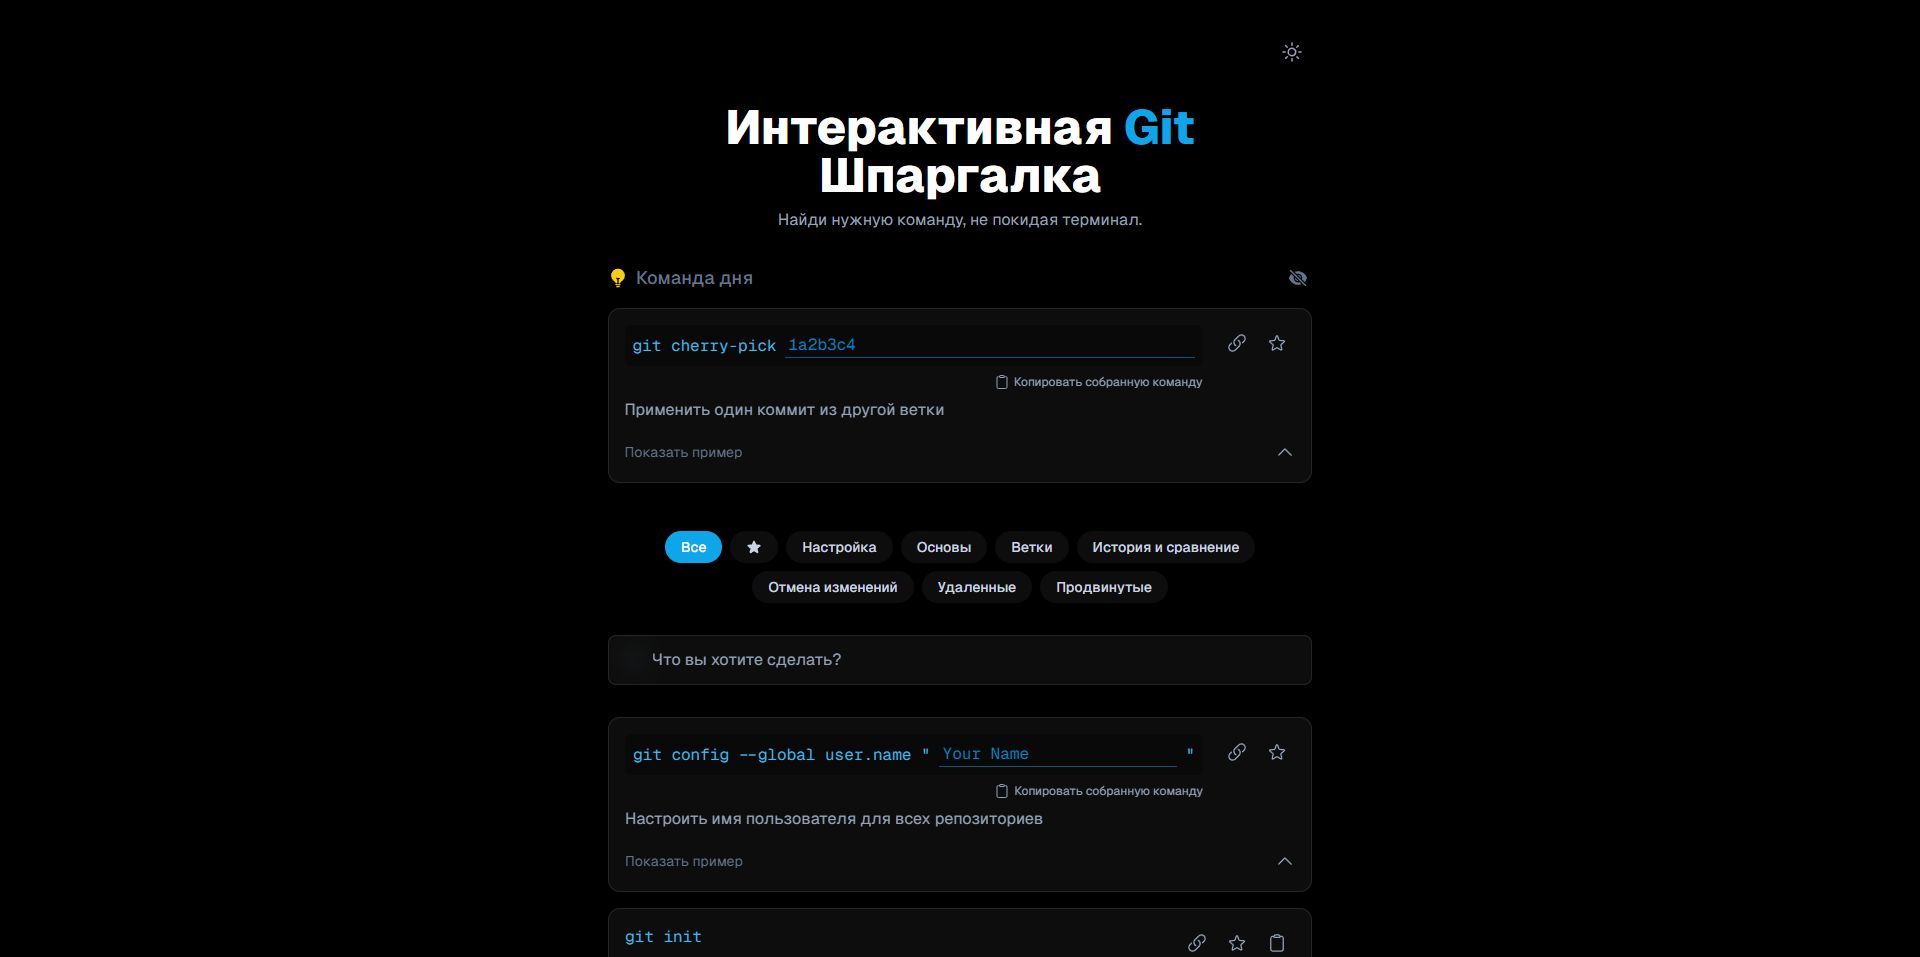 Интерактивная Git
Шпаргалка
Найди нужную команду, не покидая терминал.
Команда дня
git cherry-pick 1a2b3c4
Копировать собранную команду
Применить один коммит из другой ветки
Показать пример
Все Настройка Основы Ветки История и сравнение
Отмена изменений Удаленные Продвинутые
Что вы хотите сделать?
git config --global user.name " Your Name "
Копировать собранную команду
Настроить имя пользователя для всех репозиториев
Показать пример
git init